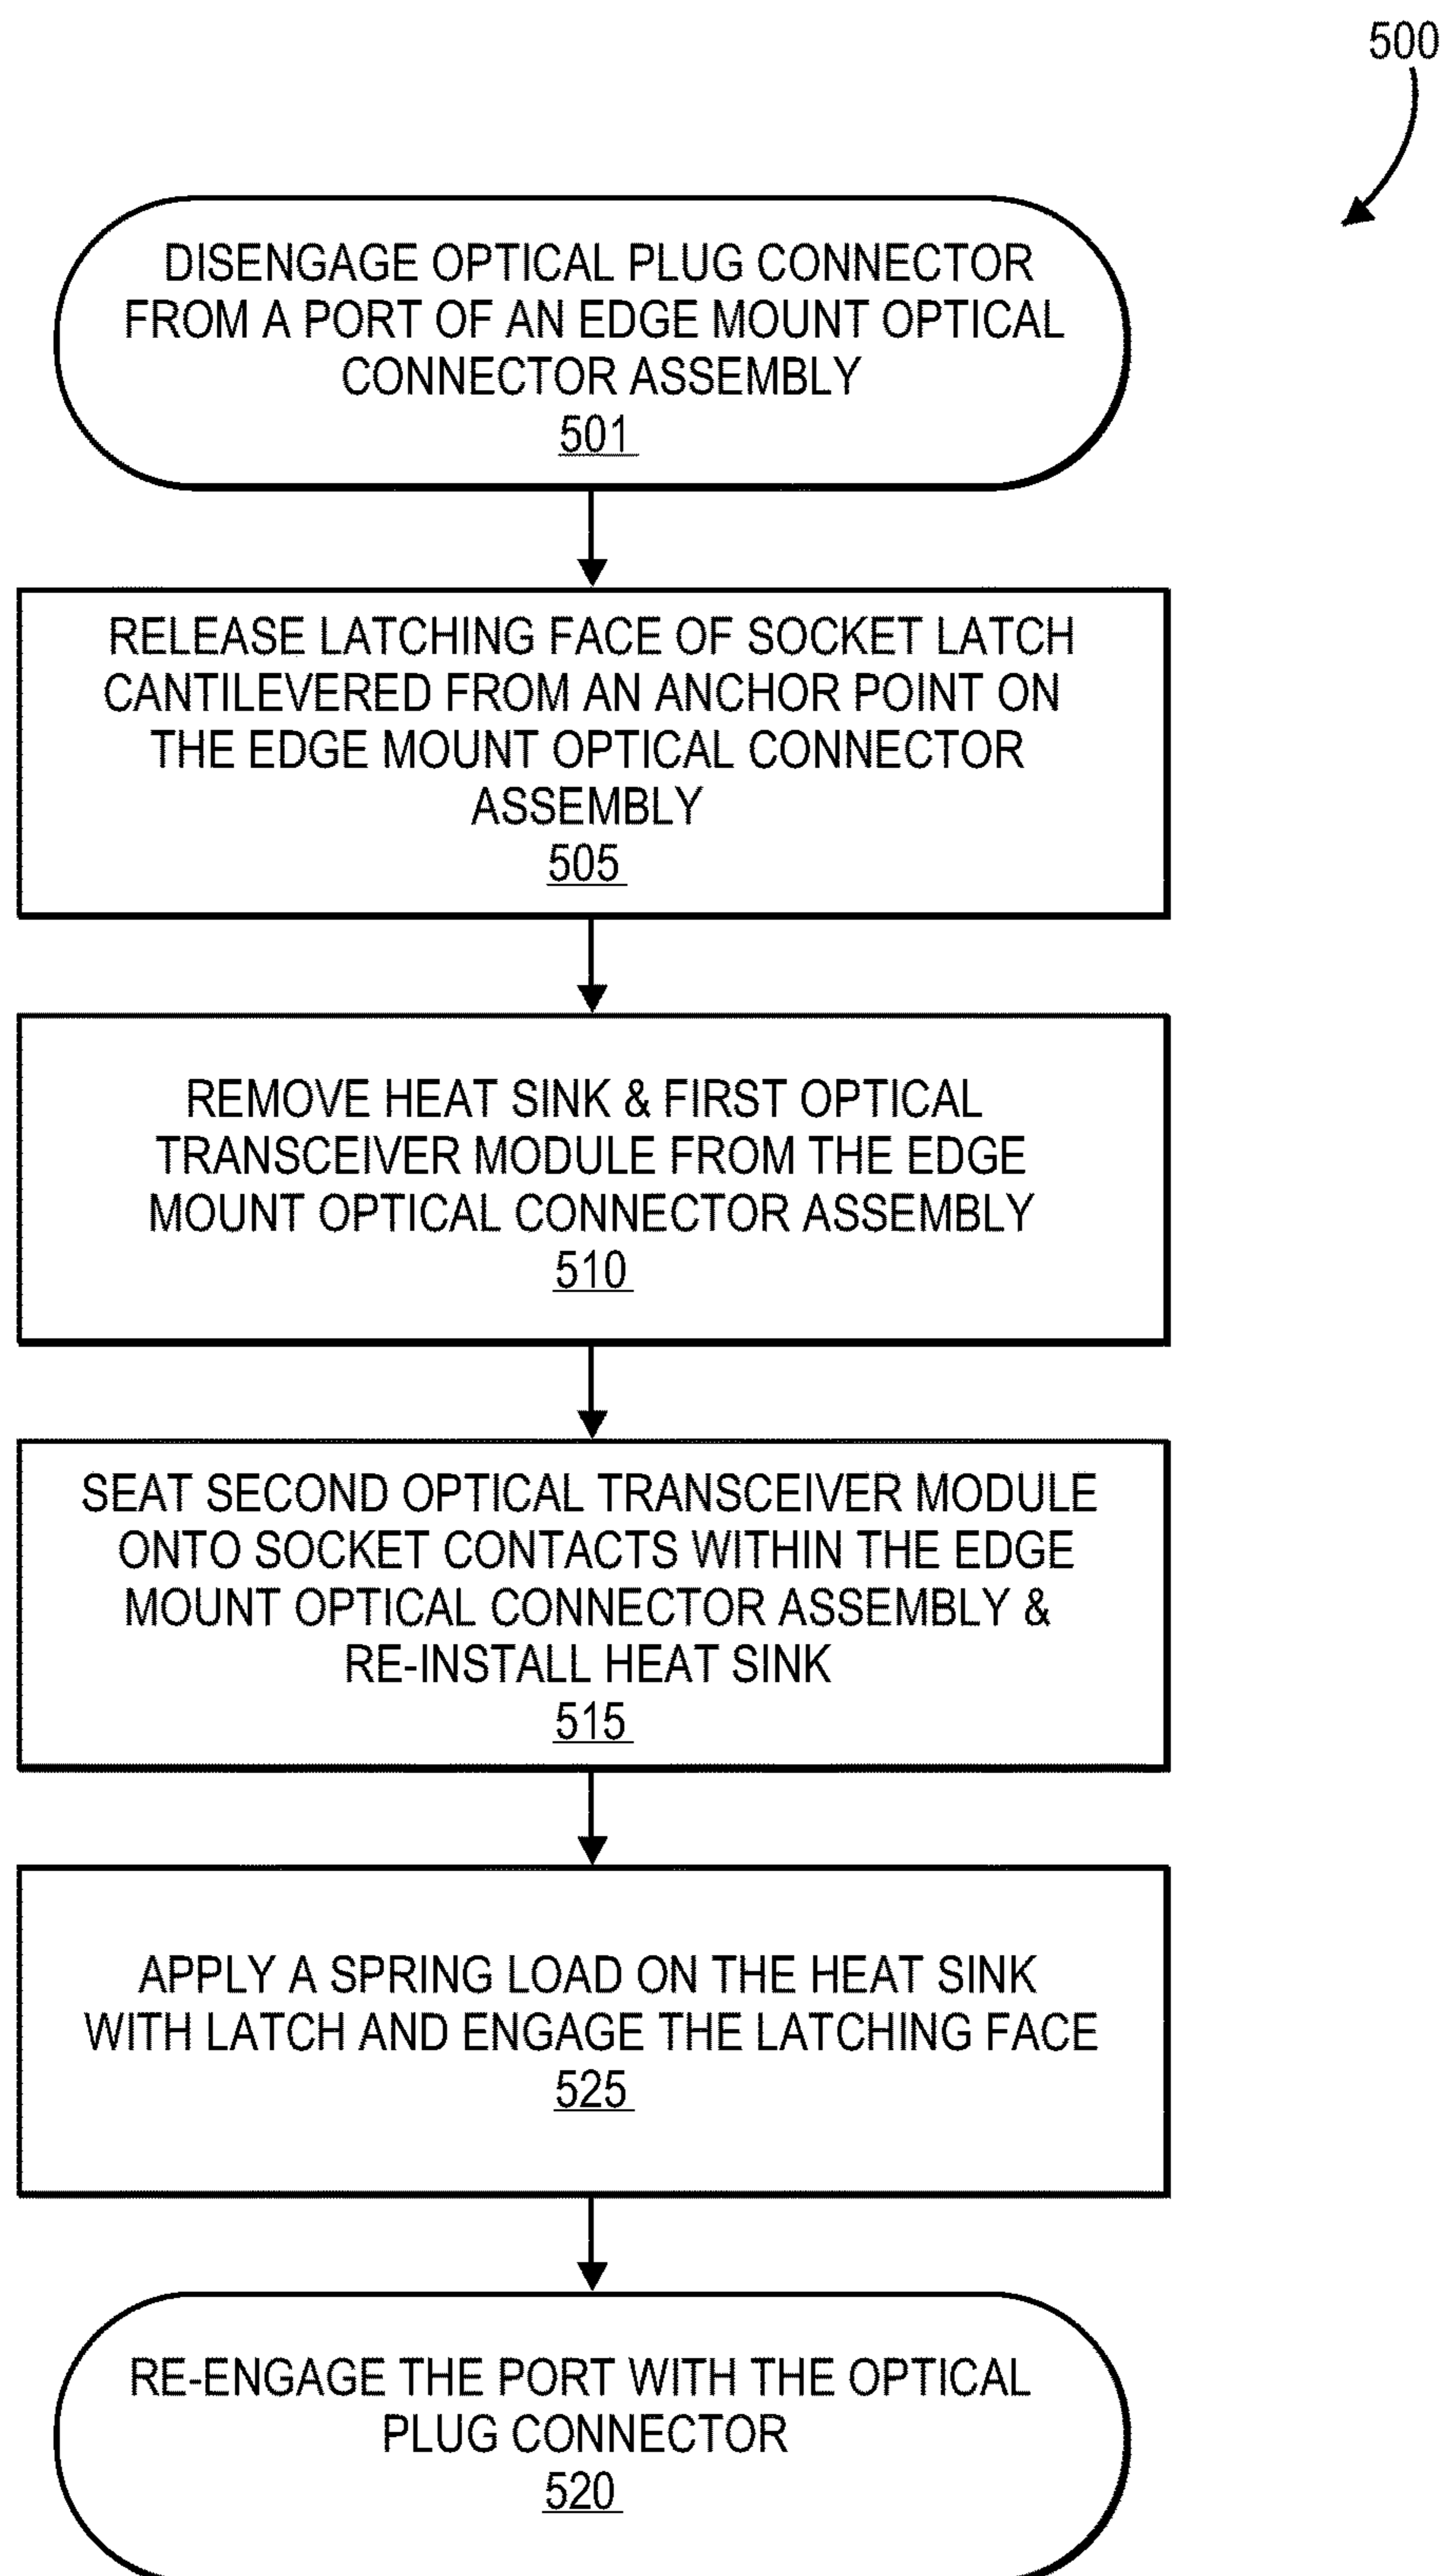 500
DISENGAGE OPTICAL PLUG CONNECTOR
FROM A PORT OF AN EDGE MOUNT OPTICAL
CONNECTOR ASSEMBLY
501
RELEASE LATCHING FACE OF SOCKET LATCH
CANTILEVERED FROM AN ANCHOR POINT ON
THE EDGE MOUNT OPTICAL CONNECTOR
ASSEMBLY
505
REMOVE HEAT SINK & FIRST OPTICAL
TRANSCEIVER MODULE FROM THE EDGE
MOUNT OPTICAL CONNECTOR ASSEMBLY
510
SEAT SECOND OPTICAL TRANSCEIVER MODULE
ONTO SOCKET CONTACTS WITHIN THE EDGE
MOUNT OPTICAL CONNECTOR ASSEMBLY &
RE-INSTALL HEAT SINK
515
APPLY A SPRING LOAD ON THE HEAT SINK
WITH LATCH AND ENGAGE THE LATCHING FACE
525
RE-ENGAGE THE PORT WITH THE OPTICAL
PLUG CONNECTOR
520